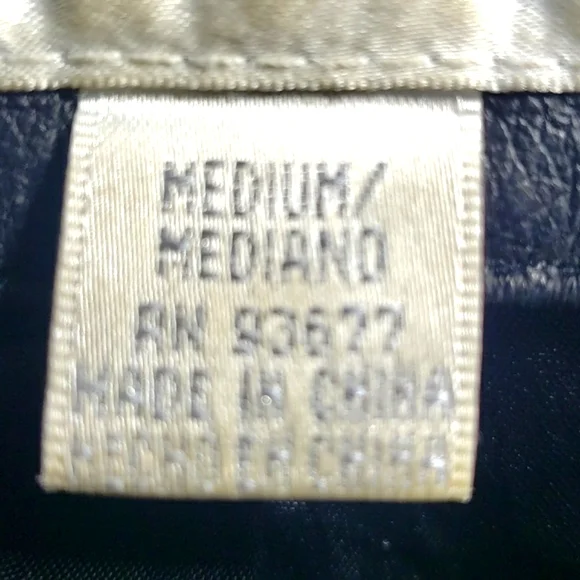 MEDIUM/
MEDIANO
RN 93677
MADE IN CHINA
HECHO EN CHINA